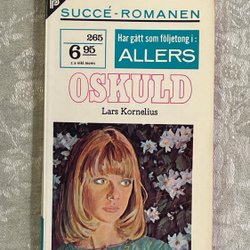 SUCCÉ-ROMANEN
265
6 95
Har gått som följetong i:
ALLERS
OSKULD
Lars Kornelius